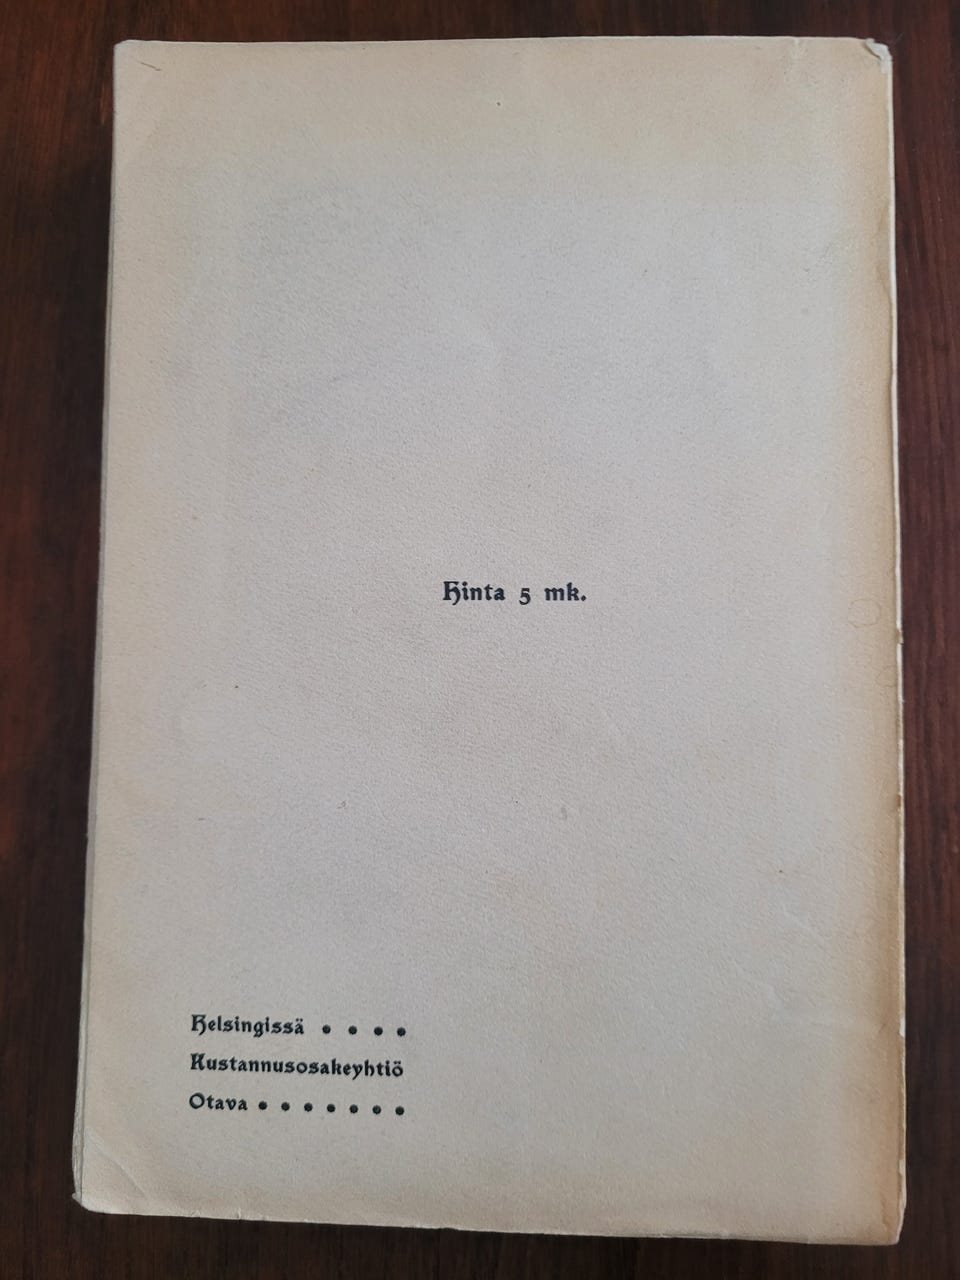 Hinta 5 mk.
Helsingissä • • • •
Kustannusosakeyhtiö
Otava • • • • • • •